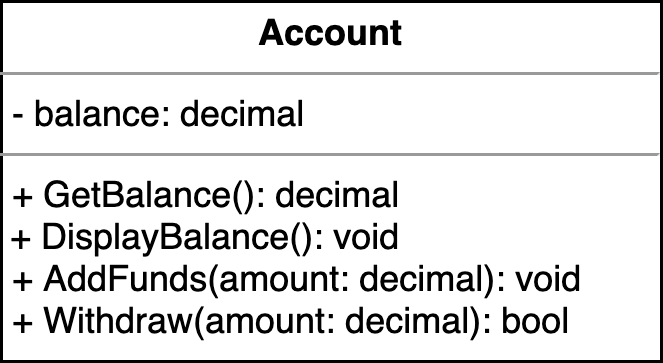 Account
- balance: decimal
+ GetBalance(): decimal
+ DisplayBalance(): void
+ AddFunds(amount: decimal): void
+ Withdraw(amount: decimal): bool